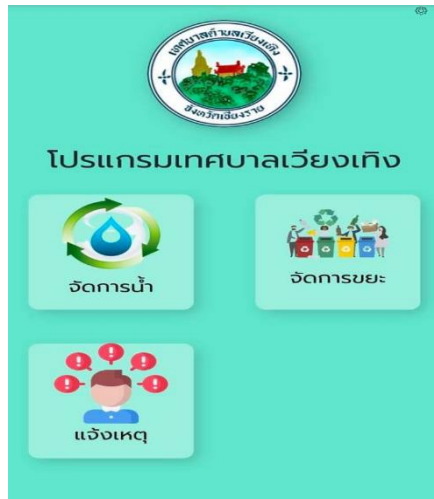 เทศบาลตำบลเวียงเทิง
จังหวัดเชียงราย
โปรแกรมเทศบาลเวียงเทิง
จัดการน้ำ
จัดการขยะ
แจ้งเหตุ